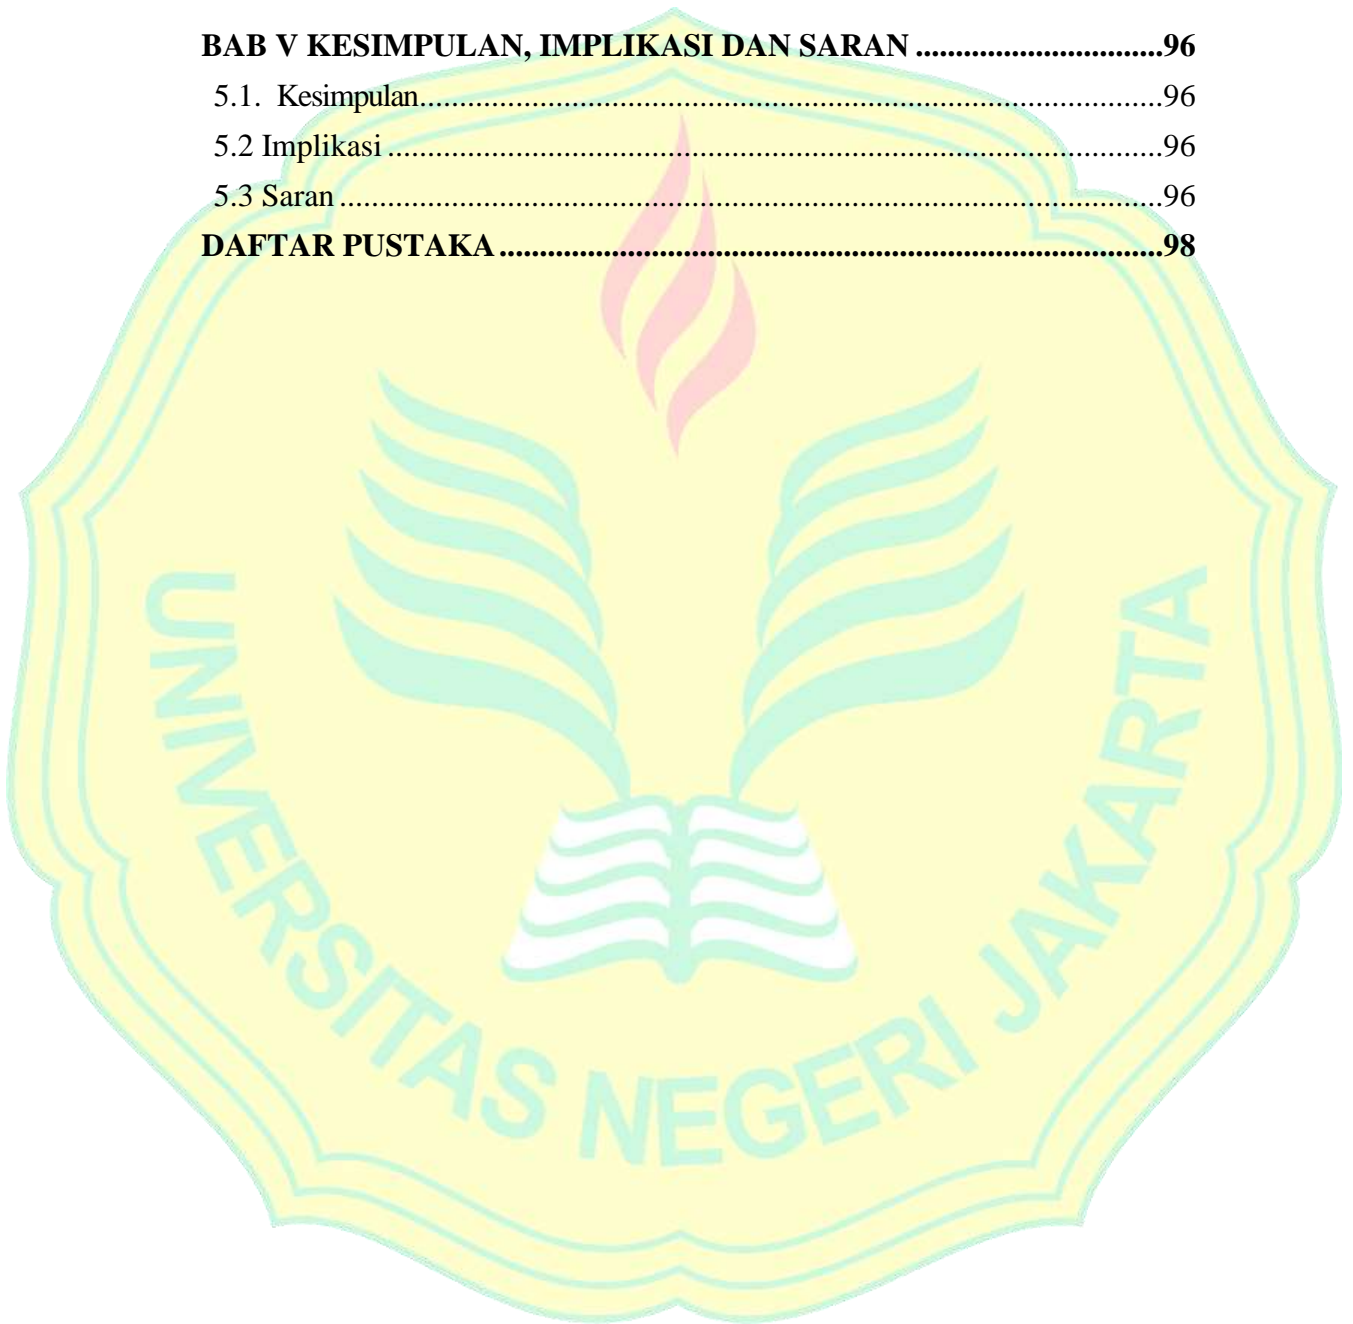 BAB V KESIMPULAN, IMPLIKASI DAN SARAN ...............................96
5.1. Kesimpulan.............................................................................................96
5.2 Implikasi .................................................................................................96
5.3 Saran .......................................................................................................96
DAFTAR PUSTAKA ...................................................................................98
UNIVERSITAS NEGERI JAKARTA